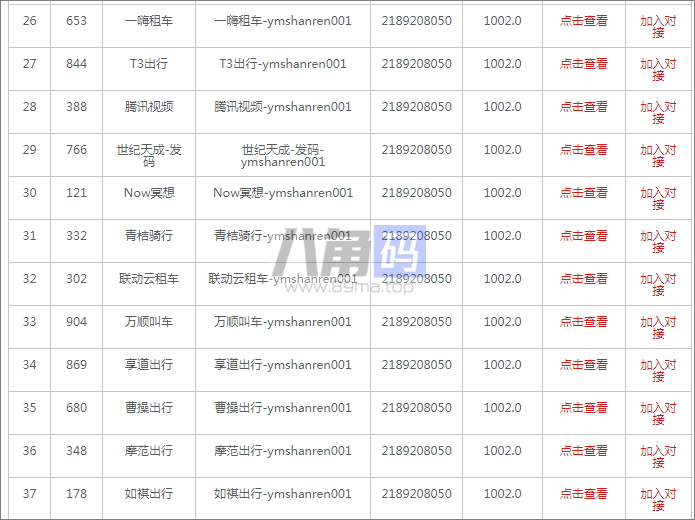 26 653 一嗨租车 一嗨租车-ymshanren001 2189208050 1002.0 点击查看 加入对
接
27 844 T3出行 T3出行-ymshanren001 2189208050 1002.0 点击查看 加入对
接
28 388 腾讯视频 腾讯视频-ymshanren001 2189208050 1002.0 点击查看 加入对
接
29 766 世纪天成-发 世纪天成-发码- 2189208050 1002.0 点击查看 加入对
码 ymshanren001 接
30 121 Now冥想 Now冥想-ymshanren001 2189208050 1002.0 点击查看 加入对
接
31 332 青桔骑行 青桔骑行-ymshanren001 2189208050 1002.0 点击查看 加入对
接
八角码
32 302 联动云租车 联动云租车-ymshanren001 2189208050 1002.0 点击查看 加入对
接
www.89ma.top
33 904 万顺叫车 万顺叫车-ymshanren001 2189208050 1002.0 点击查看 加入对
接
34 869 享道出行 享道出行-ymshanren001 2189208050 1002.0 点击查看 加入对
接
35 680 曹操出行 曹操出行-ymshanren001 2189208050 1002.0 点击查看 加入对
接
36 348 摩范出行 摩范出行-ymshanren001 2189208050 1002.0 点击查看 加入对
接
37 178 如祺出行 如祺出行-ymshanren001 2189208050 1002.0 点击查看 加入对
接